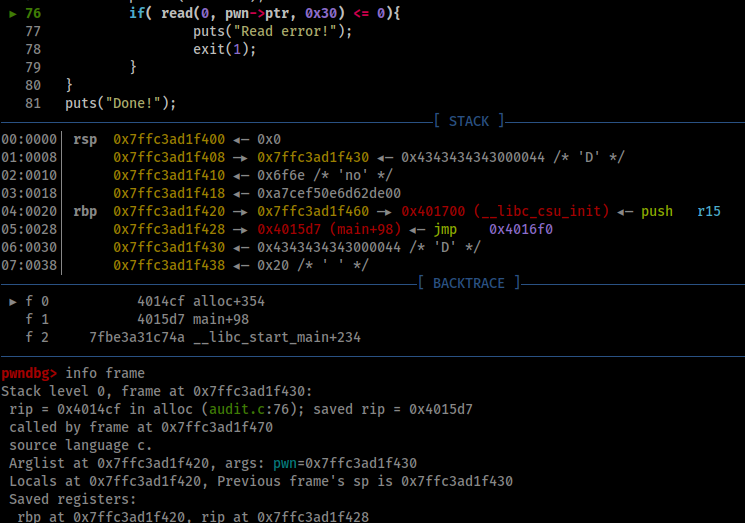 ► 76 if( read(0, pwn->ptr, 0x30) <= 0){
77 puts("Read error!");
78 exit(1);
79 }
80 }
81 puts("Done!");
[ STACK ]
00:0000│ rsp 0x7ffc3ad1f400 ◂— 0x0
01:0008│ 0x7ffc3ad1f408 —▸ 0x7ffc3ad1f430 ◂— 0x4343434343000044 /* 'D' */
02:0010│ 0x7ffc3ad1f410 ◂— 0x6f6e /* 'no' */
03:0018│ 0x7ffc3ad1f418 ◂— 0xa7cef50e6d62de00
04:0020│ rbp 0x7ffc3ad1f420 —▸ 0x7ffc3ad1f460 —▸ 0x401700 (__libc_csu_init) ◂— push r15
05:0028│ 0x7ffc3ad1f428 —▸ 0x4015d7 (main+98) ◂— jmp 0x4016f0
06:0030│ 0x7ffc3ad1f430 ◂— 0x4343434343000044 /* 'D' */
07:0038│ 0x7ffc3ad1f438 ◂— 0x20 /* ' ' */
[ BACKTRACE ]
► f 0 4014cf alloc+354
f 1 4015d7 main+98
f 2 7fbe3a31c74a __libc_start_main+234
pwndbg> info frame
Stack level 0, frame at 0x7ffc3ad1f430:
rip = 0x4014cf in alloc (audit.c:76); saved rip = 0x4015d7
called by frame at 0x7ffc3ad1f470
source language c.
Arglist at 0x7ffc3ad1f420, args: pwn=0x7ffc3ad1f430
Locals at 0x7ffc3ad1f420, Previous frame's sp is 0x7ffc3ad1f430
Saved registers:
rbp at 0x7ffc3ad1f420, rip at 0x7ffc3ad1f428